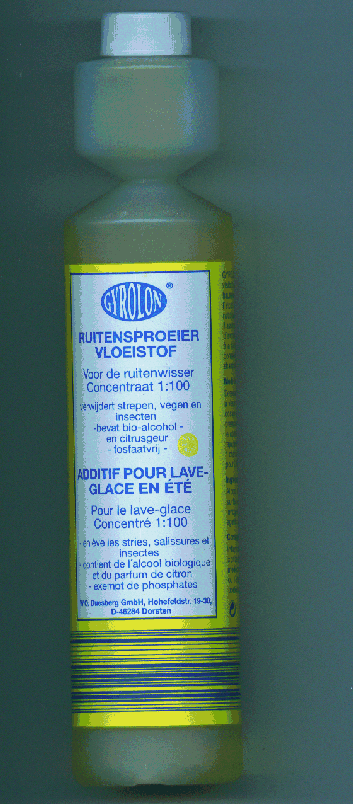 GYROLON ®
RUITENSPROEIER
VLOEISTOF
Voor de ruitenwisser
Concentraat 1:100
verwijdert strepen, vegen en
insecten
-bevat bio-alcohol -
en citrusgeur
- fosfaatvrij -
ADDITIF POUR LAVE-
GLACE EN ÉTÉ
Pour le lave-glace
Concentré 1:100
-enève les stries, salissures et
insectes
-contient de l'alcool biologique
et du parfum de citron
- exempt de phosphates
GmbH, Hohefeldstr. 19-30,
D-46284 Dorsten